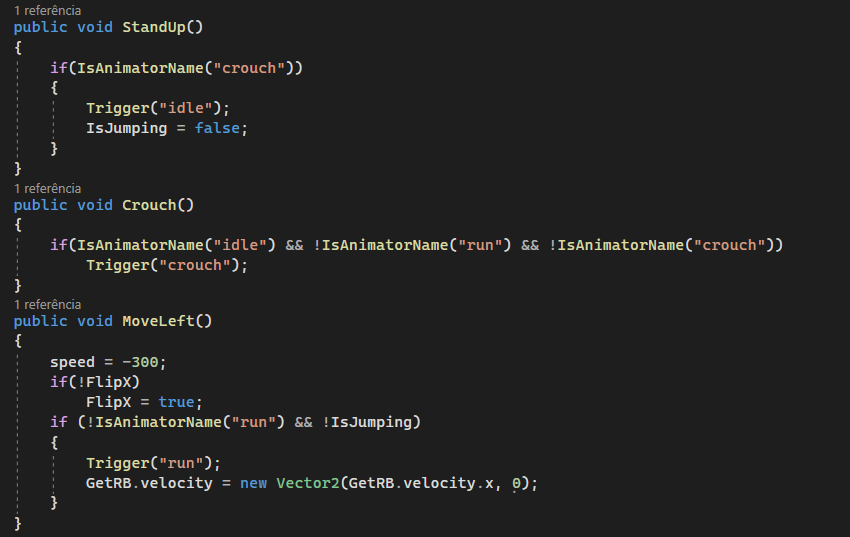 1 referência
public void StandUp()
{
if(IsAnimatorName("crouch"))
{
Trigger("idle");
IsJumping = false;
}
}
1 referência
public void Crouch()
{
if(IsAnimatorName("idle") && !IsAnimatorName("run") && !IsAnimatorName("crouch"))
Trigger("crouch");
}
1 referência
public void MoveLeft()
{
speed = -300;
if(!FlipX)
FlipX = true;
if (!IsAnimatorName("run") && !IsJumping)
{
Trigger("run");
GetRB.velocity = new Vector2(GetRB.velocity.x, 0);
}
}